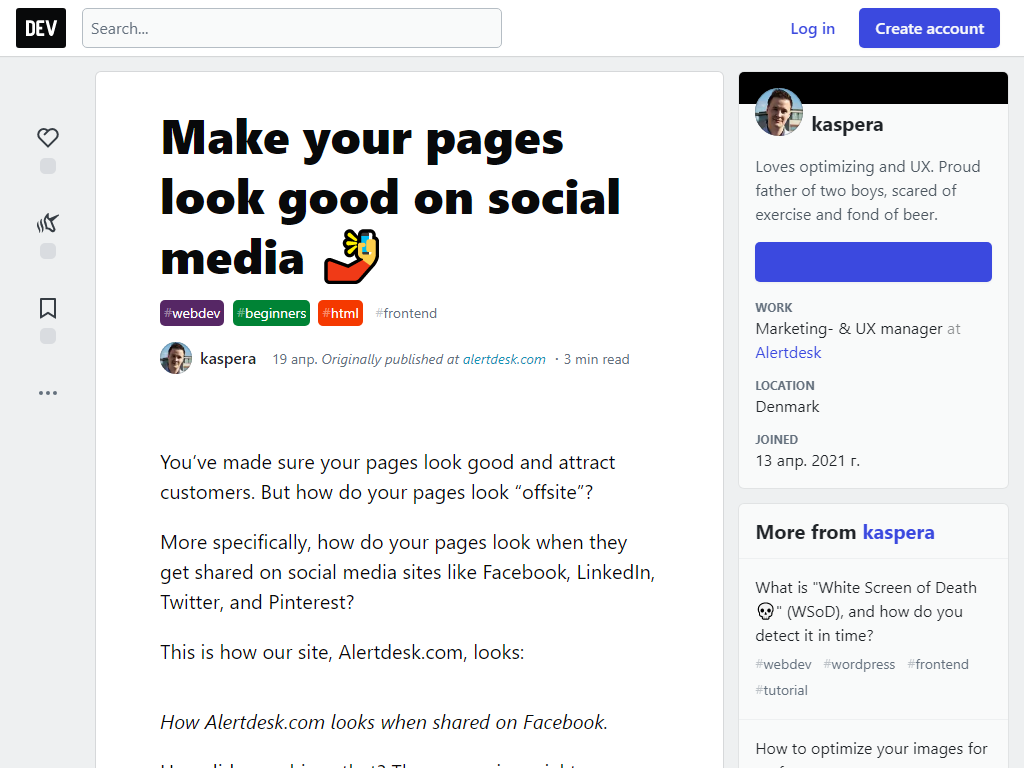 DEV
Search...
Log in
Create account
Make your pages
look good on social
media
#webdev #beginners #html #frontend
kaspera
19 апр. Originally published at alertdesk.com ・3 min read
You’ve made sure your pages look good and attract
customers. But how do your pages look “offsite”?
More specifically, how do your pages look when they
get shared on social media sites like Facebook, LinkedIn,
Twitter, and Pinterest?
This is how our site, Alertdesk.com, looks:
How Alertdesk.com looks when shared on Facebook.
kaspera
Loves optimizing and UX. Proud
father of two boys, scared of
exercise and fond of beer.
WORK
Marketing- & UX manager at
Alertdesk
LOCATION
Denmark
JOINED
13 апр. 2021 г.
More from kaspera
What is "White Screen of Death
💀" (WSoD), and how do you
detect it in time?
#webdev #wordpress #frontend
#tutorial
How to optimize your images for